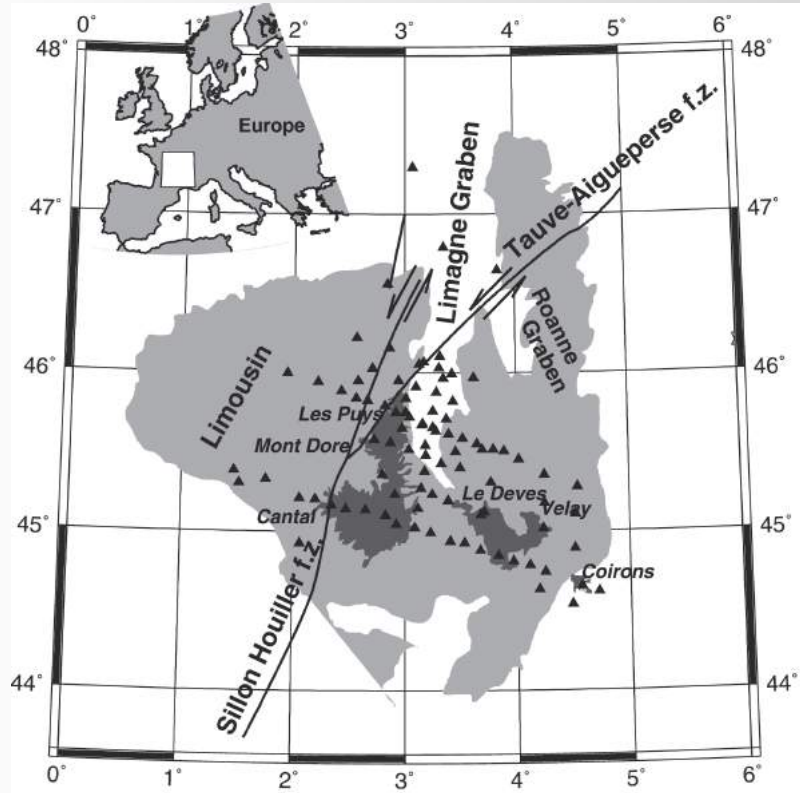 0° 1° 2° 3° 4° 5° 6°
48° 48°
Europe
47° 47°
Limagne Graben
Tauve-Aigueperse f.z.
Roanne
Graben
46° 46°
Limousin
Les Puys
Mont Dore
Le Deves
Velay
Cantal
45° 45°
Coirons
Sillon Houiller f.z.
44° 44°
0° 1° 2° 3° 4° 5° 6°